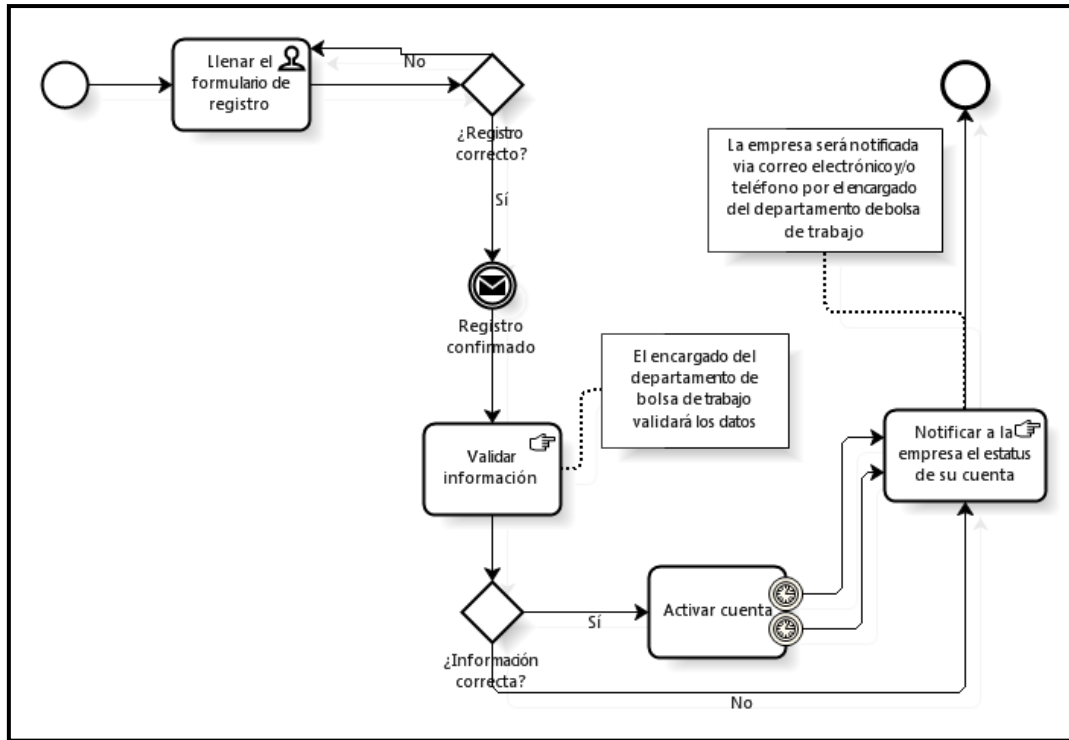 Llenar el
formulario de
registro
No
¿Registro
correcto?
Sí
La empresa será notificada
via correo electrónico y/o
teléfono por el encargado
del departamento de bolsa
de trabajo
Registro
confirmado
El encargado del
departamento de
bolsa de trabajo
validará los datos
Validar
información
Notificar a la
empresa el estatus
de su cuenta
Activar cuenta
Sí
¿Información
correcta?
No